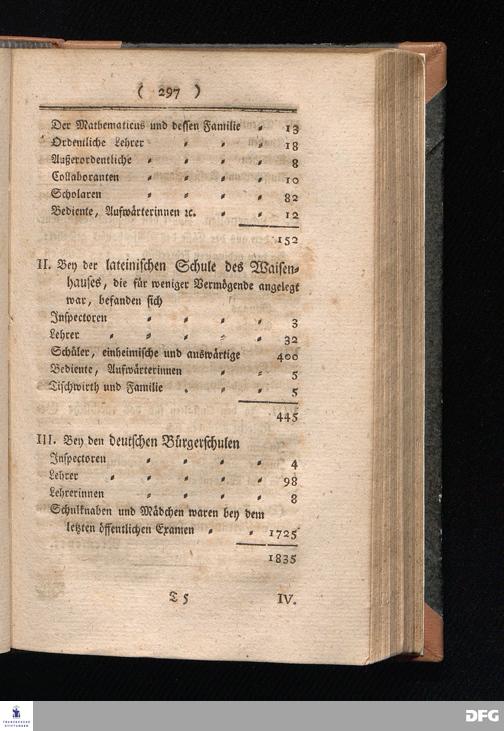 ( 297 )
Der Mathematicus und dessen Familie = 13
Ordentliche Lehrer = = = 18
Außerordentliche = = = = 8
Collaboranten = = = = 10
Scholaren = = = = 82
Bediente, Aufwärterinnen ꝛc. = = 12
152
II. Bey der lateinischen Schule des Waisen=
hauses, die für weniger Vermögende angelegt
war, befanden sich
Inspectoren = = = = 3
Lehrer = = = = = 32
Schüler, einheimische und auswärtige 400
Bediente, Aufwärterinnen = = 5
Tischwirth und Familie = = = 5
445
III. Bey den deutschen Bürgerschulen
Inspectoren = = = = 4
Lehrer = = = = = 98
Lehrerinnen = = = = 8
Schulknaben und Mädchen waren bey dem
letzten öffentlichen Examen = = 1725
1835
T 5 IV.
FRANCKESCHE
STIFTUNGEN
DFG